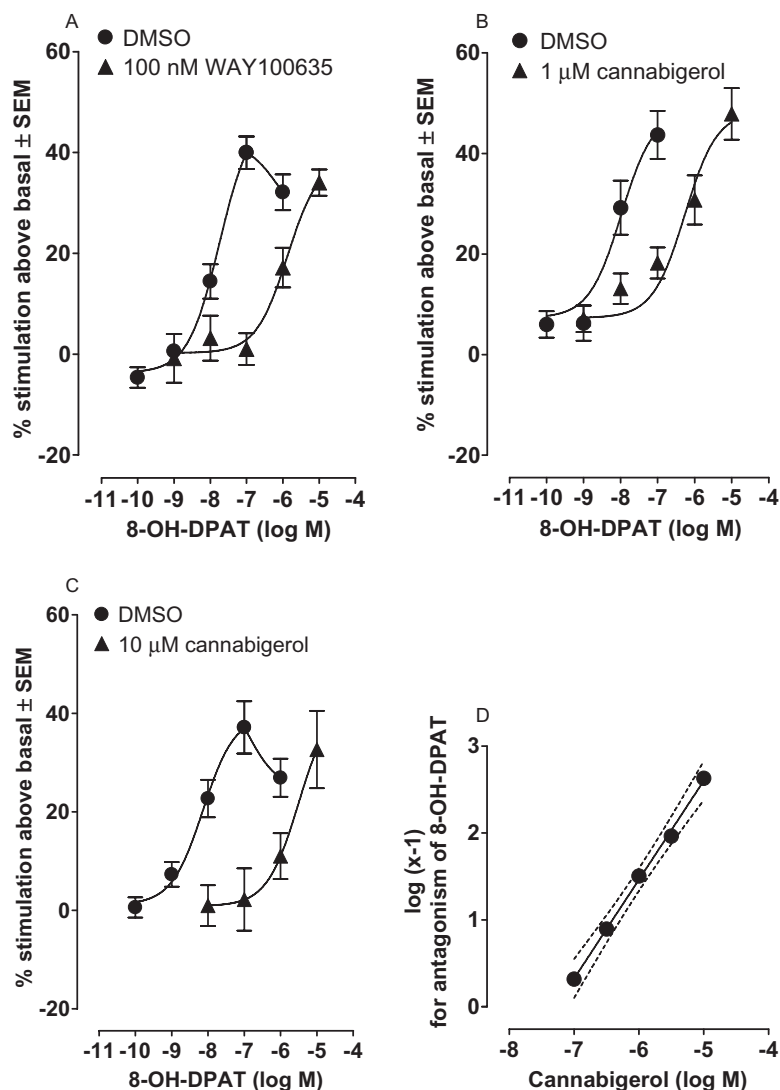 A
DMSO
100 nM WAY100635
% stimulation above basal ± SEM
60
40
20
0
-20
-11 -10 -9 -8 -7 -6 -5 -4
8-OH-DPAT (log M)
B
DMSO
1 μM cannabigerol
% stimulation above basal ± SEM
60
40
20
0
-20
-11 -10 -9 -8 -7 -6 -5 -4
8-OH-DPAT (log M)
C
DMSO
10 μM cannabigerol
% stimulation above basal ± SEM
60
40
20
0
-20
-11 -10 -9 -8 -7 -6 -5 -4
8-OH-DPAT (log M)
D
log (x-1)
for antagonism of 8-OH-DPAT
3
2
1
0
-8 -7 -6 -5 -4
Cannabigerol (log M)